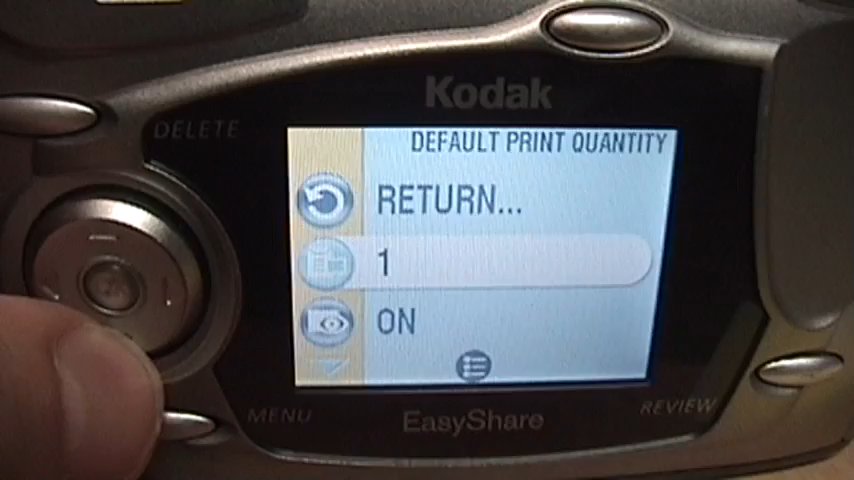 Kodak
DELETE
DEFAULT PRINT QUANTITY
RETURN...
1
ON
MENU
EasyShare
REVIEW